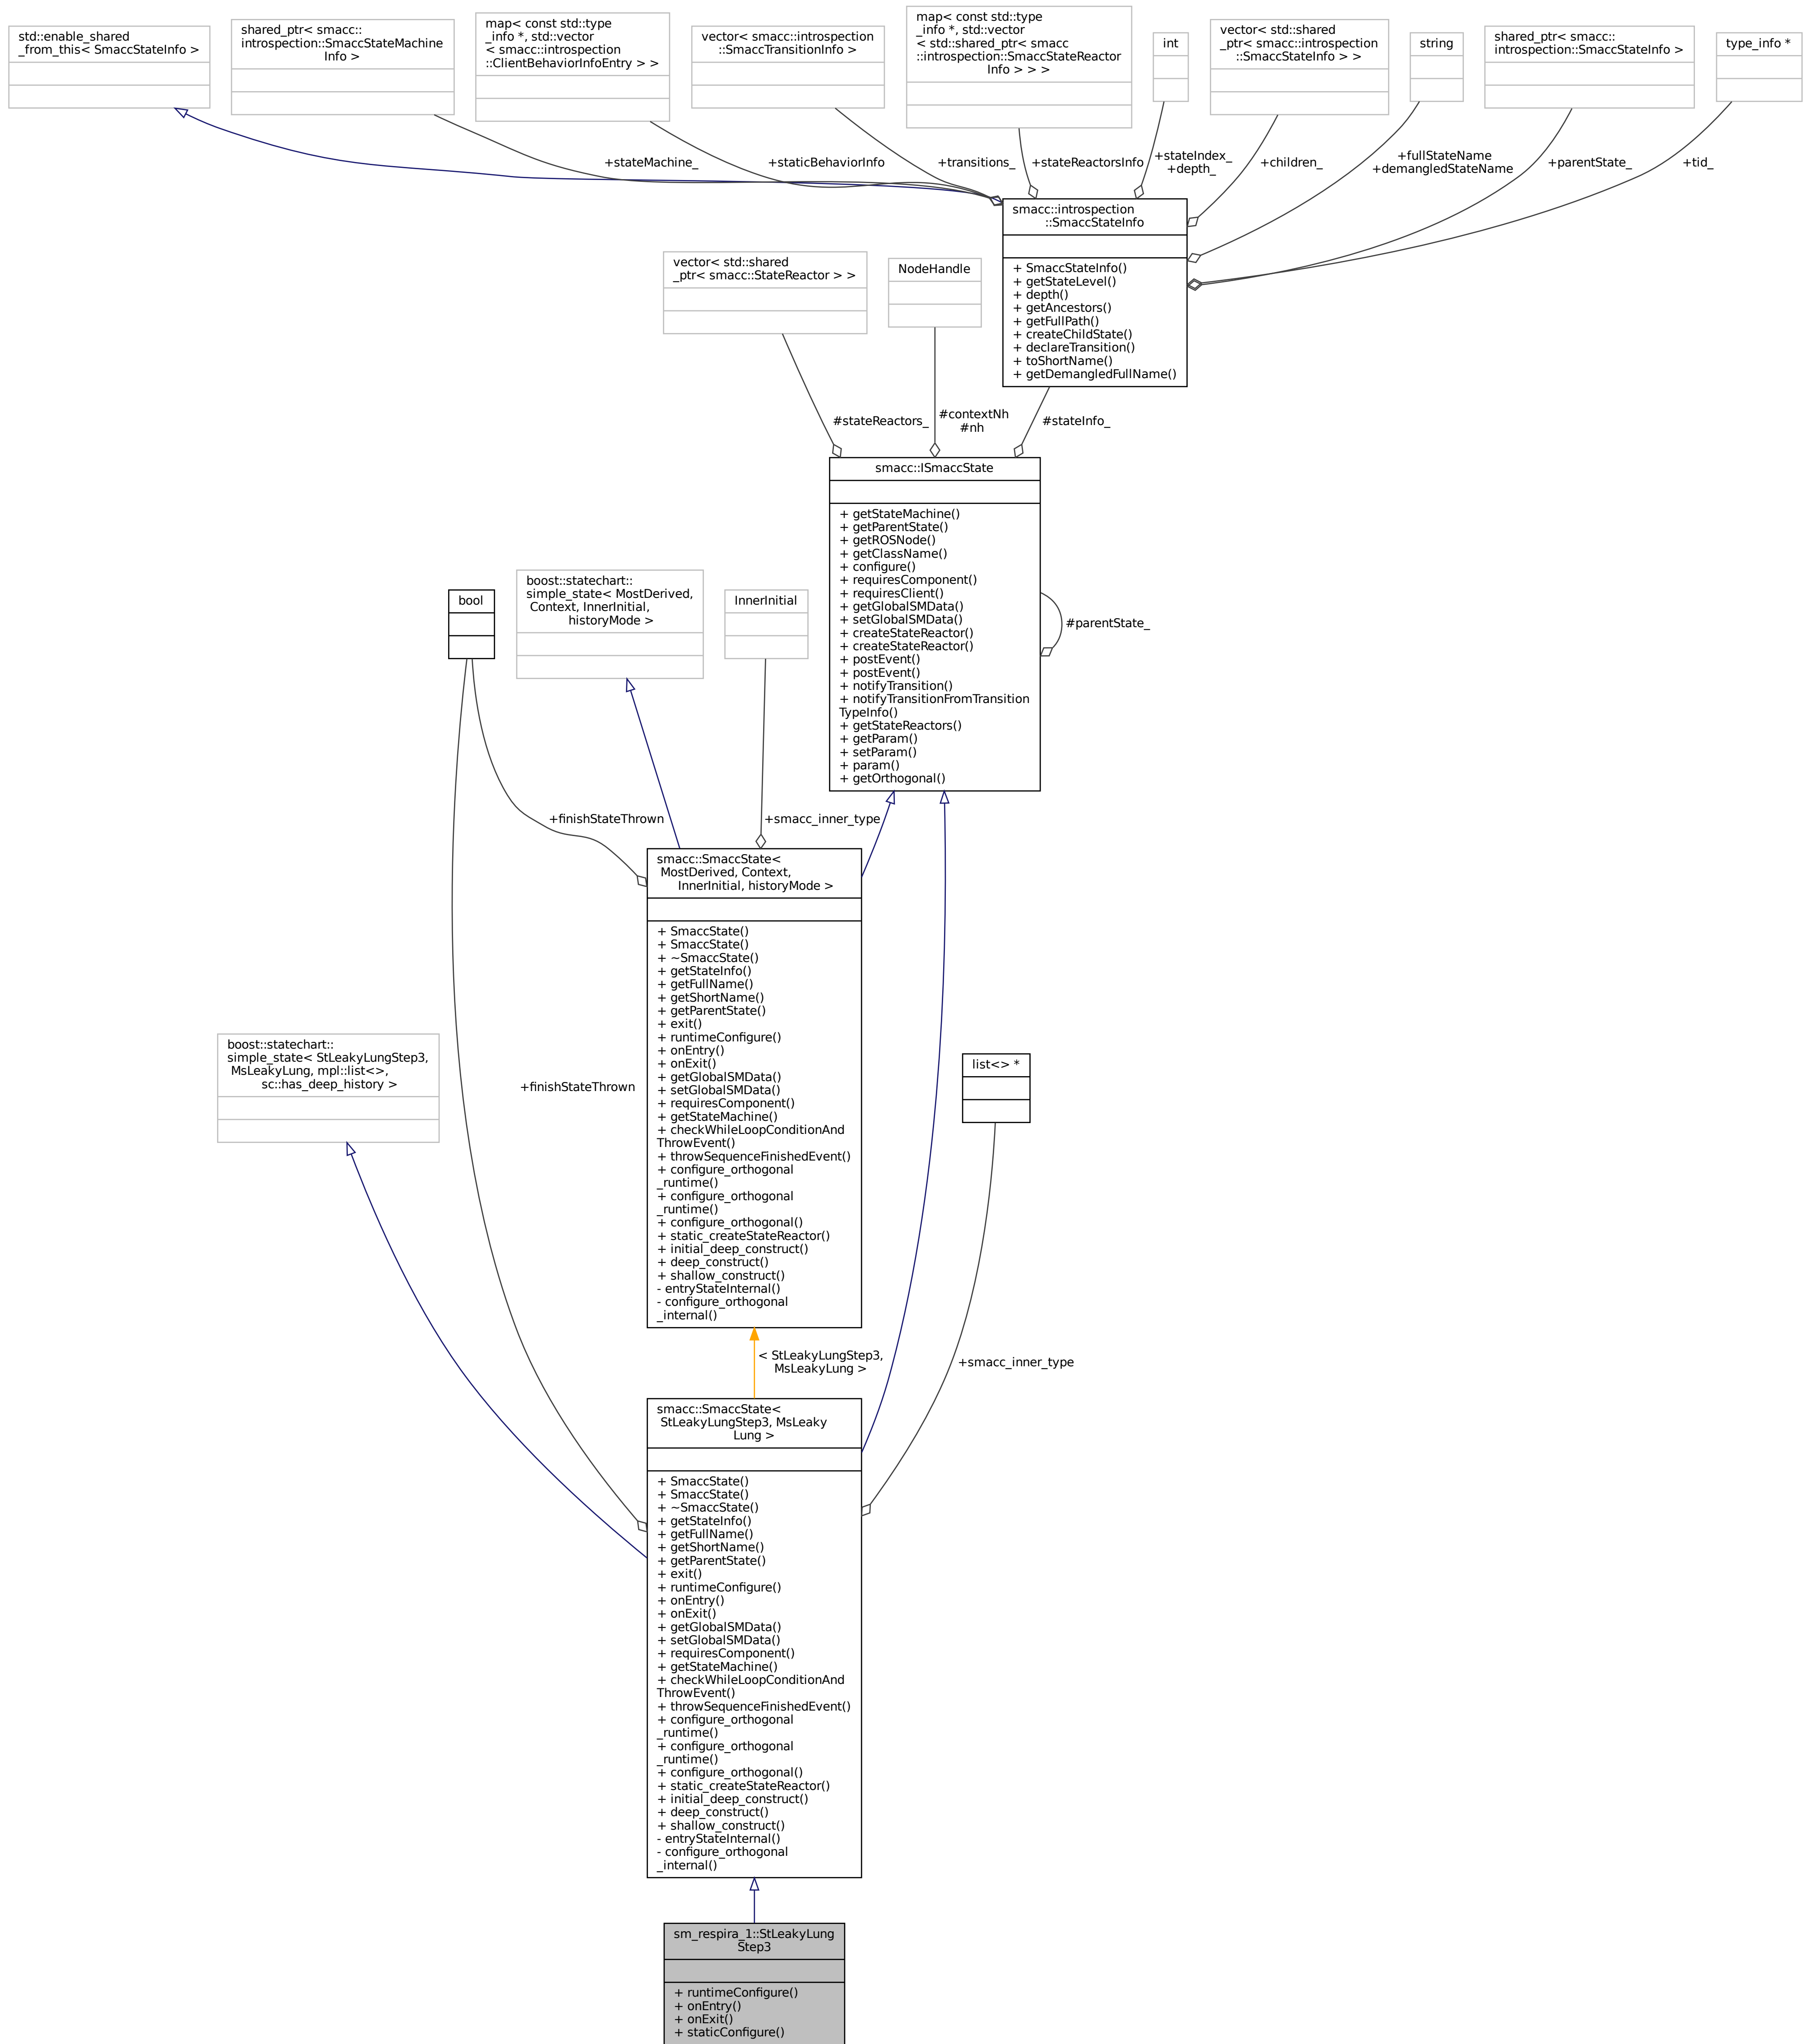 std::enable_shared
_from_this< SmaccStateInfo >
shared_ptr< smacc::
introspection::SmaccStateMachine
Info >
map< const std::type
_info *, std::vector
< smacc::introspection
::ClientBehaviorInfoEntry > >
vector< smacc::introspection
::SmaccTransitionInfo >
map< const std::type
_info *, std::vector
< std::shared_ptr< smacc
::introspection::SmaccStateReactor
Info > > >
int
vector< std::shared
_ptr< smacc::introspection
::SmaccStateInfo > >
string
shared_ptr< smacc::
introspection::SmaccStateInfo >
type_info *
+stateMachine_
+staticBehaviorInfo
+transitions_
+stateReactorsInfo
+stateIndex_
+depth_
+children_
+fullStateName
+demangledStateName
+parentState_
+tid_
smacc::introspection
::SmaccStateInfo
+ SmaccStateInfo()
+ getStateLevel()
+ depth()
+ getAncestors()
+ getFullPath()
+ createChildState()
+ declareTransition()
+ toShortName()
+ getDemangledFullName()
vector< std::shared
_ptr< smacc::StateReactor > >
NodeHandle
#stateReactors_
#contextNh
#nh
#stateInfo_
smacc::ISmaccState
+ getStateMachine()
+ getParentState()
+ getROSNode()
+ getClassName()
+ configure()
+ requiresComponent()
+ requiresClient()
+ getGlobalSMData()
+ setGlobalSMData()
+ createStateReactor()
+ createStateReactor()
+ postEvent()
+ postEvent()
+ notifyTransition()
+ notifyTransitionFromTransition
TypeInfo()
+ getStateReactors()
+ getParam()
+ setParam()
+ param()
+ getOrthogonal()
#parentState_
bool
boost::statechart::
simple_state< MostDerived,
Context, InnerInitial,
historyMode >
InnerInitial
+finishStateThrown
+smacc_inner_type
smacc::SmaccState<
MostDerived, Context,
InnerInitial, historyMode >
+ SmaccState()
+ SmaccState()
+ ~SmaccState()
+ getStateInfo()
+ getFullName()
+ getShortName()
+ getParentState()
+ exit()
+ runtimeConfigure()
+ onEntry()
+ onExit()
+ getGlobalSMData()
+ setGlobalSMData()
+ requiresComponent()
+ getStateMachine()
+ checkWhileLoopConditionAnd
ThrowEvent()
+ throwSequenceFinishedEvent()
+ configure_orthogonal
_runtime()
+ configure_orthogonal
_runtime()
+ configure_orthogonal()
+ static_createStateReactor()
+ initial_deep_construct()
+ deep_construct()
+ shallow_construct()
- entryStateInternal()
- configure_orthogonal
_internal()
boost::statechart::
simple_state< StLeakyLungStep3,
MsLeakyLung, mpl::list<>,
sc::has_deep_history >
+finishStateThrown
list<> *
< StLeakyLungStep3,
MsLeakyLung >
+smacc_inner_type
smacc::SmaccState<
StLeakyLungStep3, MsLeaky
Lung >
+ SmaccState()
+ SmaccState()
+ ~SmaccState()
+ getStateInfo()
+ getFullName()
+ getShortName()
+ getParentState()
+ exit()
+ runtimeConfigure()
+ onEntry()
+ onExit()
+ getGlobalSMData()
+ setGlobalSMData()
+ requiresComponent()
+ getStateMachine()
+ checkWhileLoopConditionAnd
ThrowEvent()
+ throwSequenceFinishedEvent()
+ configure_orthogonal
_runtime()
+ configure_orthogonal
_runtime()
+ configure_orthogonal()
+ static_createStateReactor()
+ initial_deep_construct()
+ deep_construct()
+ shallow_construct()
- entryStateInternal()
- configure_orthogonal
_internal()
sm_respira_1::StLeakyLung
Step3
+ runtimeConfigure()
+ onEntry()
+ onExit()
+ staticConfigure()